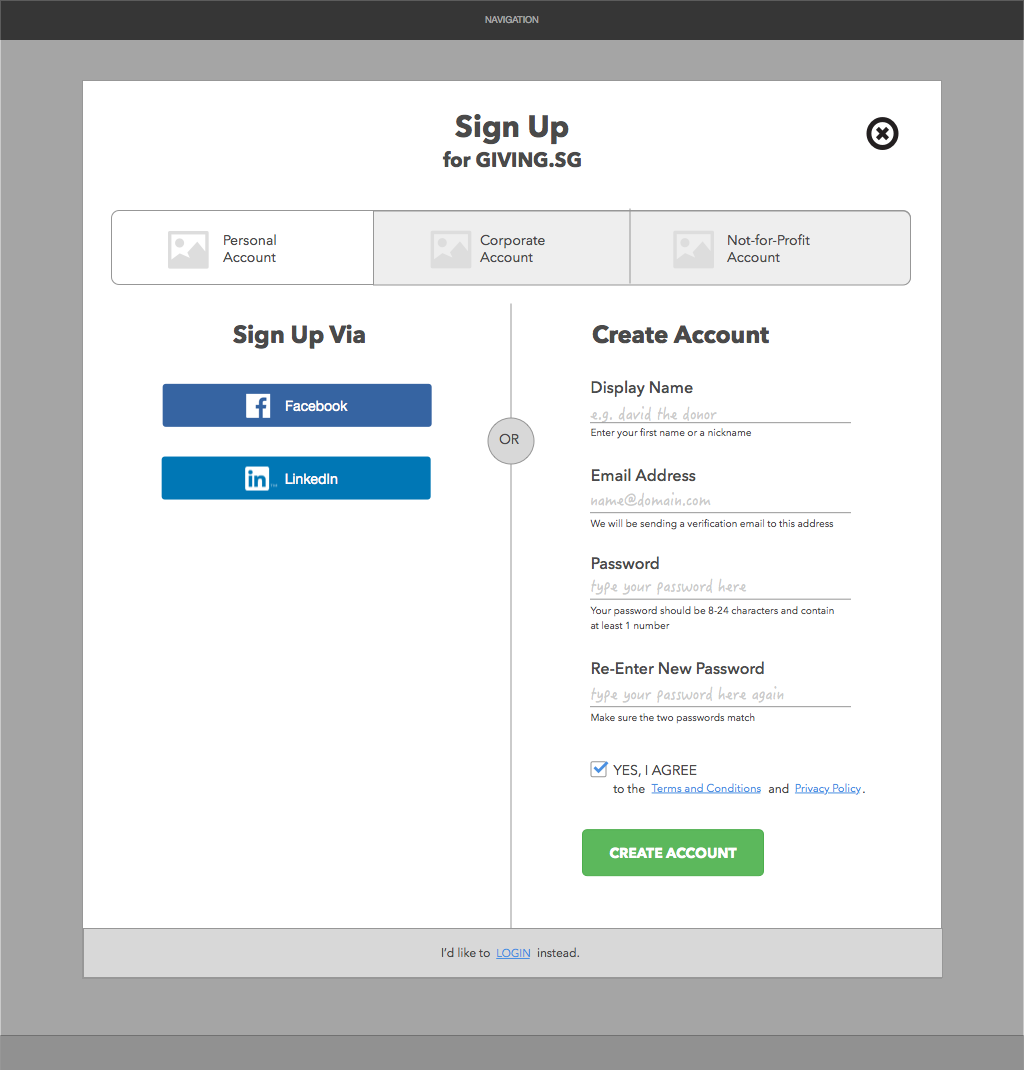 NAVIGATION
Sign Up
for GIVING.SG
Personal
Account
Corporate
Account
Not-for-Profit
Account
Sign Up Via
Facebook
in LinkedIn
OR
Create Account
Display Name
e.g. david the donor
Enter your first name or a nickname
Email Address
name@domain.com
We will be sending a verification email to this address
Password
type your password here
Your password should be 8-24 characters and contain
at least 1 number
Re-Enter New Password
type your password here again
Make sure the two passwords match
YES, I AGREE
to the Terms and Conditions and Privacy Policy.
CREATE ACCOUNT
I'd like to LOGIN instead.